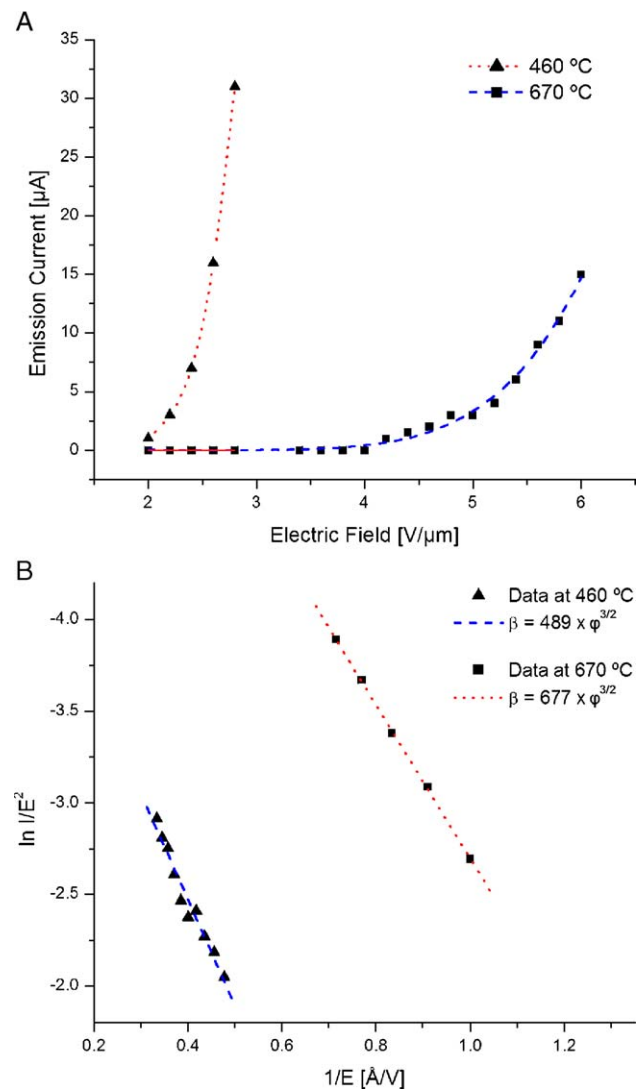 A
35
30
25
20
15
10
5
0
2 3 4 5 6
Emission Current [µA]
Electric Field [V/µm]
460 ºC
670 ºC
B
-4.0
-3.5
-3.0
-2.5
-2.0
0.2 0.4 0.6 0.8 1.0 1.2
ln I/E²
1/E [Å/V]
Data at 460 ºC
β = 489 x φ^3/2
Data at 670 ºC
β = 677 x φ^3/2